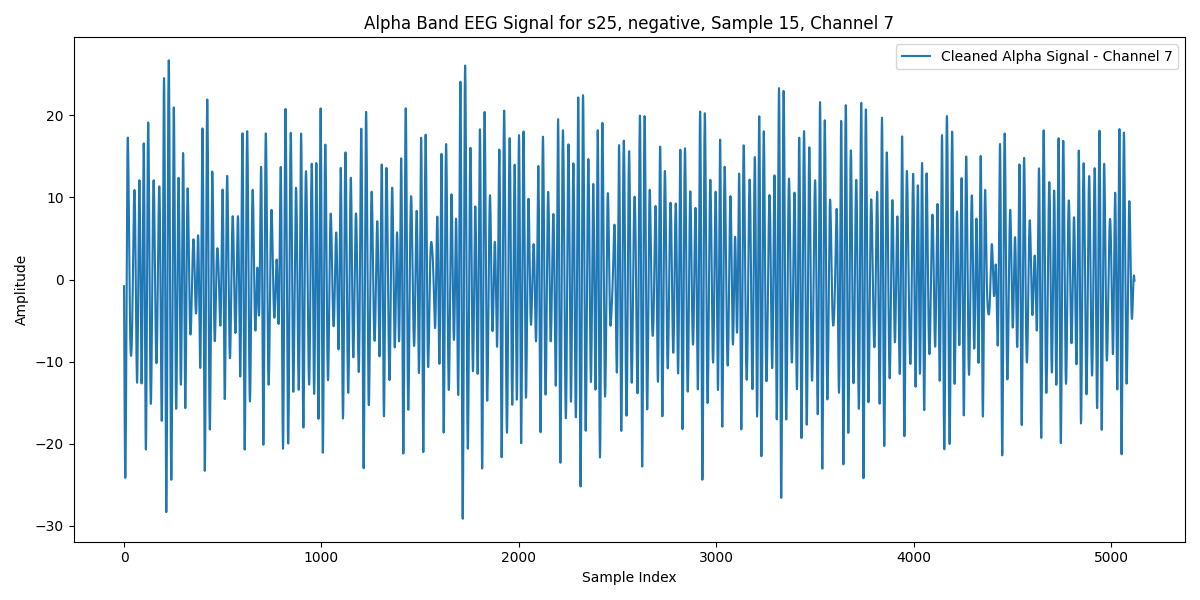 Alpha Band EEG Signal for s25, negative, Sample 15, Channel 7
Cleaned Alpha Signal - Channel 7
Amplitude
20
10
0
−10
−20
−30
0 1000 2000 3000 4000 5000
Sample Index